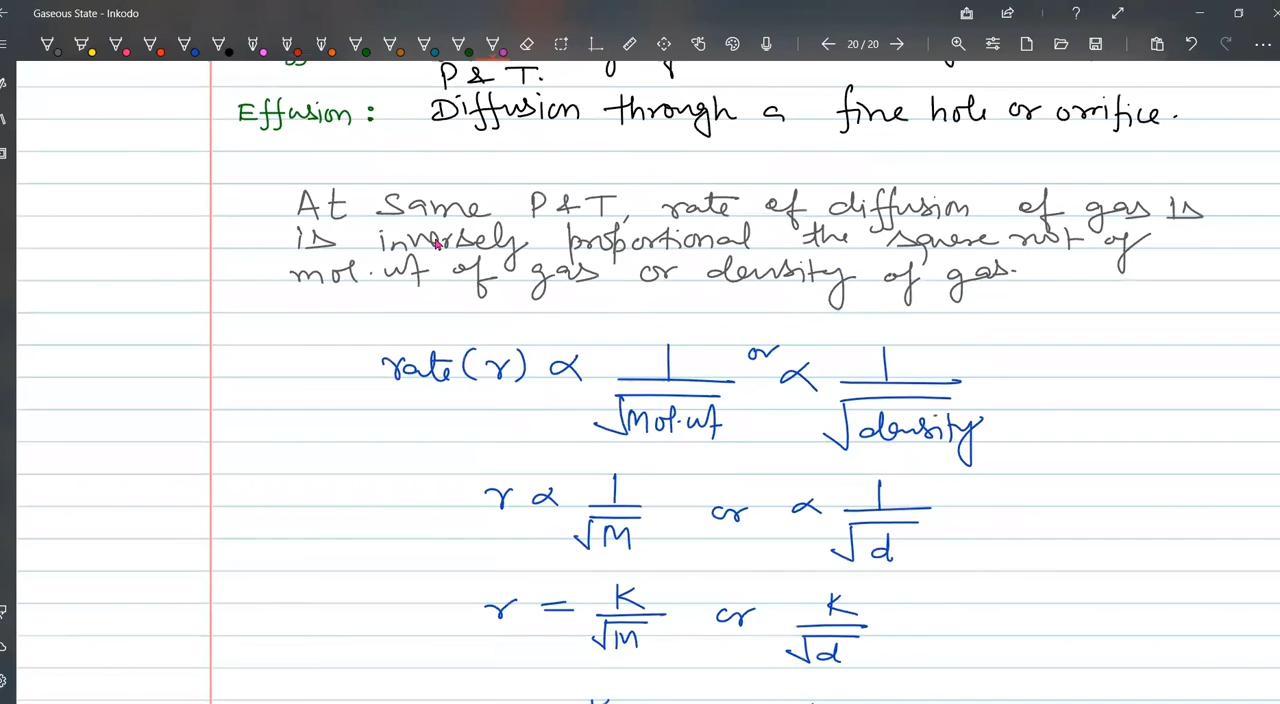 Gaseous State - Inkodo
20/20
P & T.
Effusion : Diffusion through a fine hole or orrifice.
At same P & T, rate of diffusion of gas is
is inversely proportional the square root of
mol. wt of gas or density of gas.
rate (r) ∝ 1/√mol.wt or ∝ 1/√density
r ∝ 1/√M or ∝ 1/√d
r = K/√M or K/√d